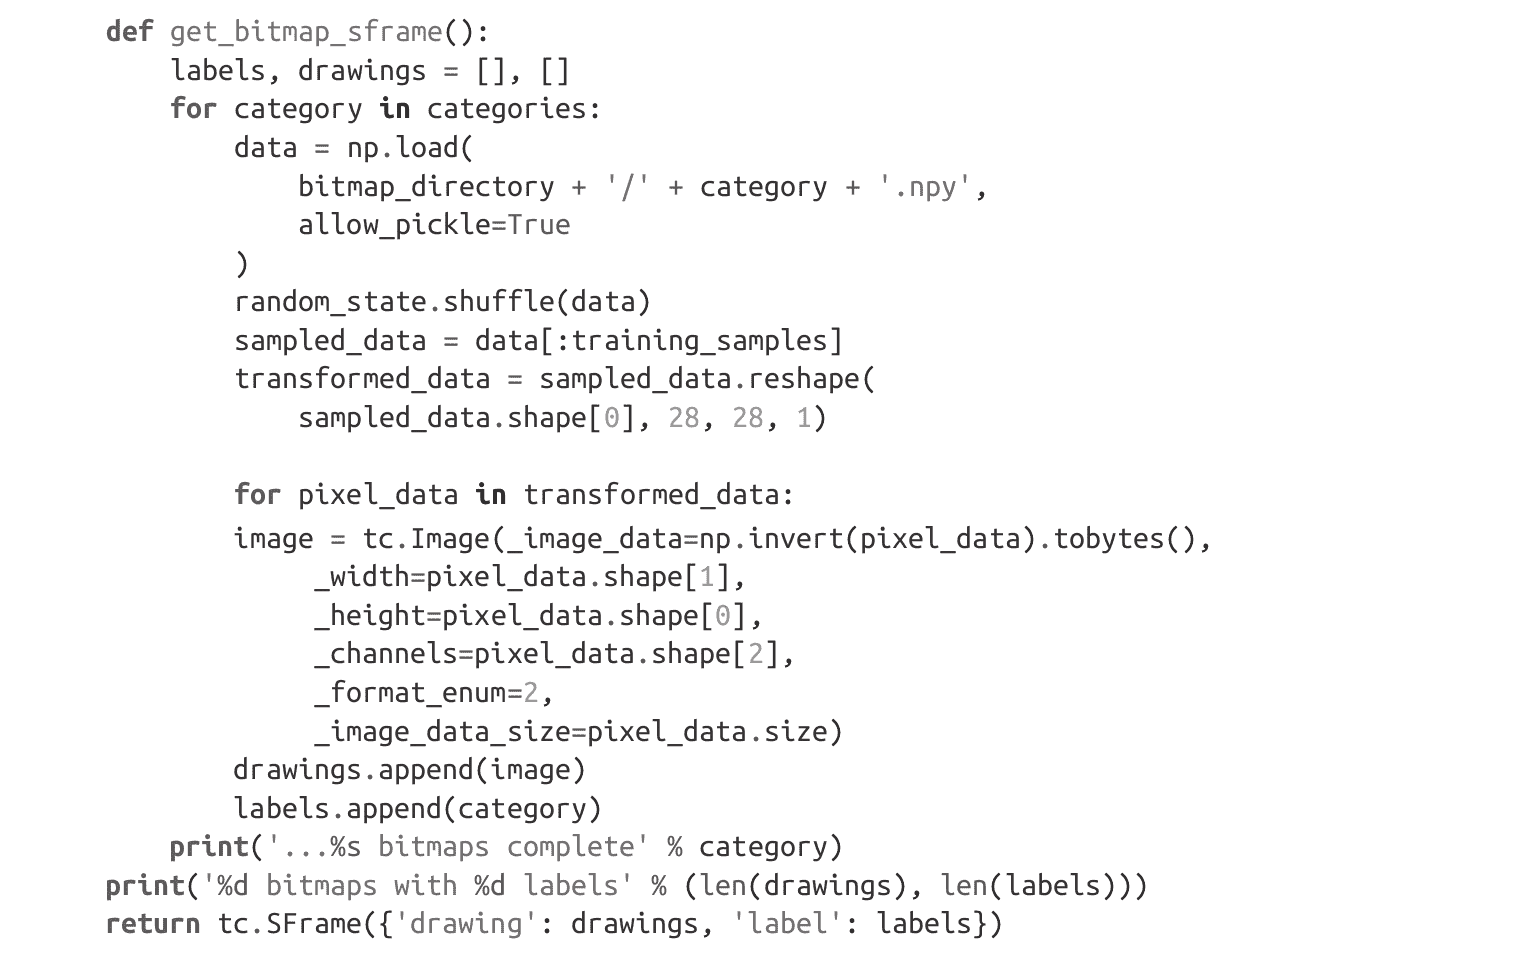 def get_bitmap_sframe():
    labels, drawings = [], []
    for category in categories:
        data = np.load(
            bitmap_directory + '/' + category + '.npy',
            allow_pickle=True
        )
        random_state.shuffle(data)
        sampled_data = data[:training_samples]
        transformed_data = sampled_data.reshape(
            sampled_data.shape[0], 28, 28, 1)

        for pixel_data in transformed_data:
        image = tc.Image(_image_data=np.invert(pixel_data).tobytes(),
             _width=pixel_data.shape[1],
             _height=pixel_data.shape[0],
             _channels=pixel_data.shape[2],
             _format_enum=2,
             _image_data_size=pixel_data.size)
        drawings.append(image)
        labels.append(category)
    print('...%s bitmaps complete' % category)
print('%d bitmaps with %d labels' % (len(drawings), len(labels)))
return tc.SFrame({'drawing': drawings, 'label': labels})